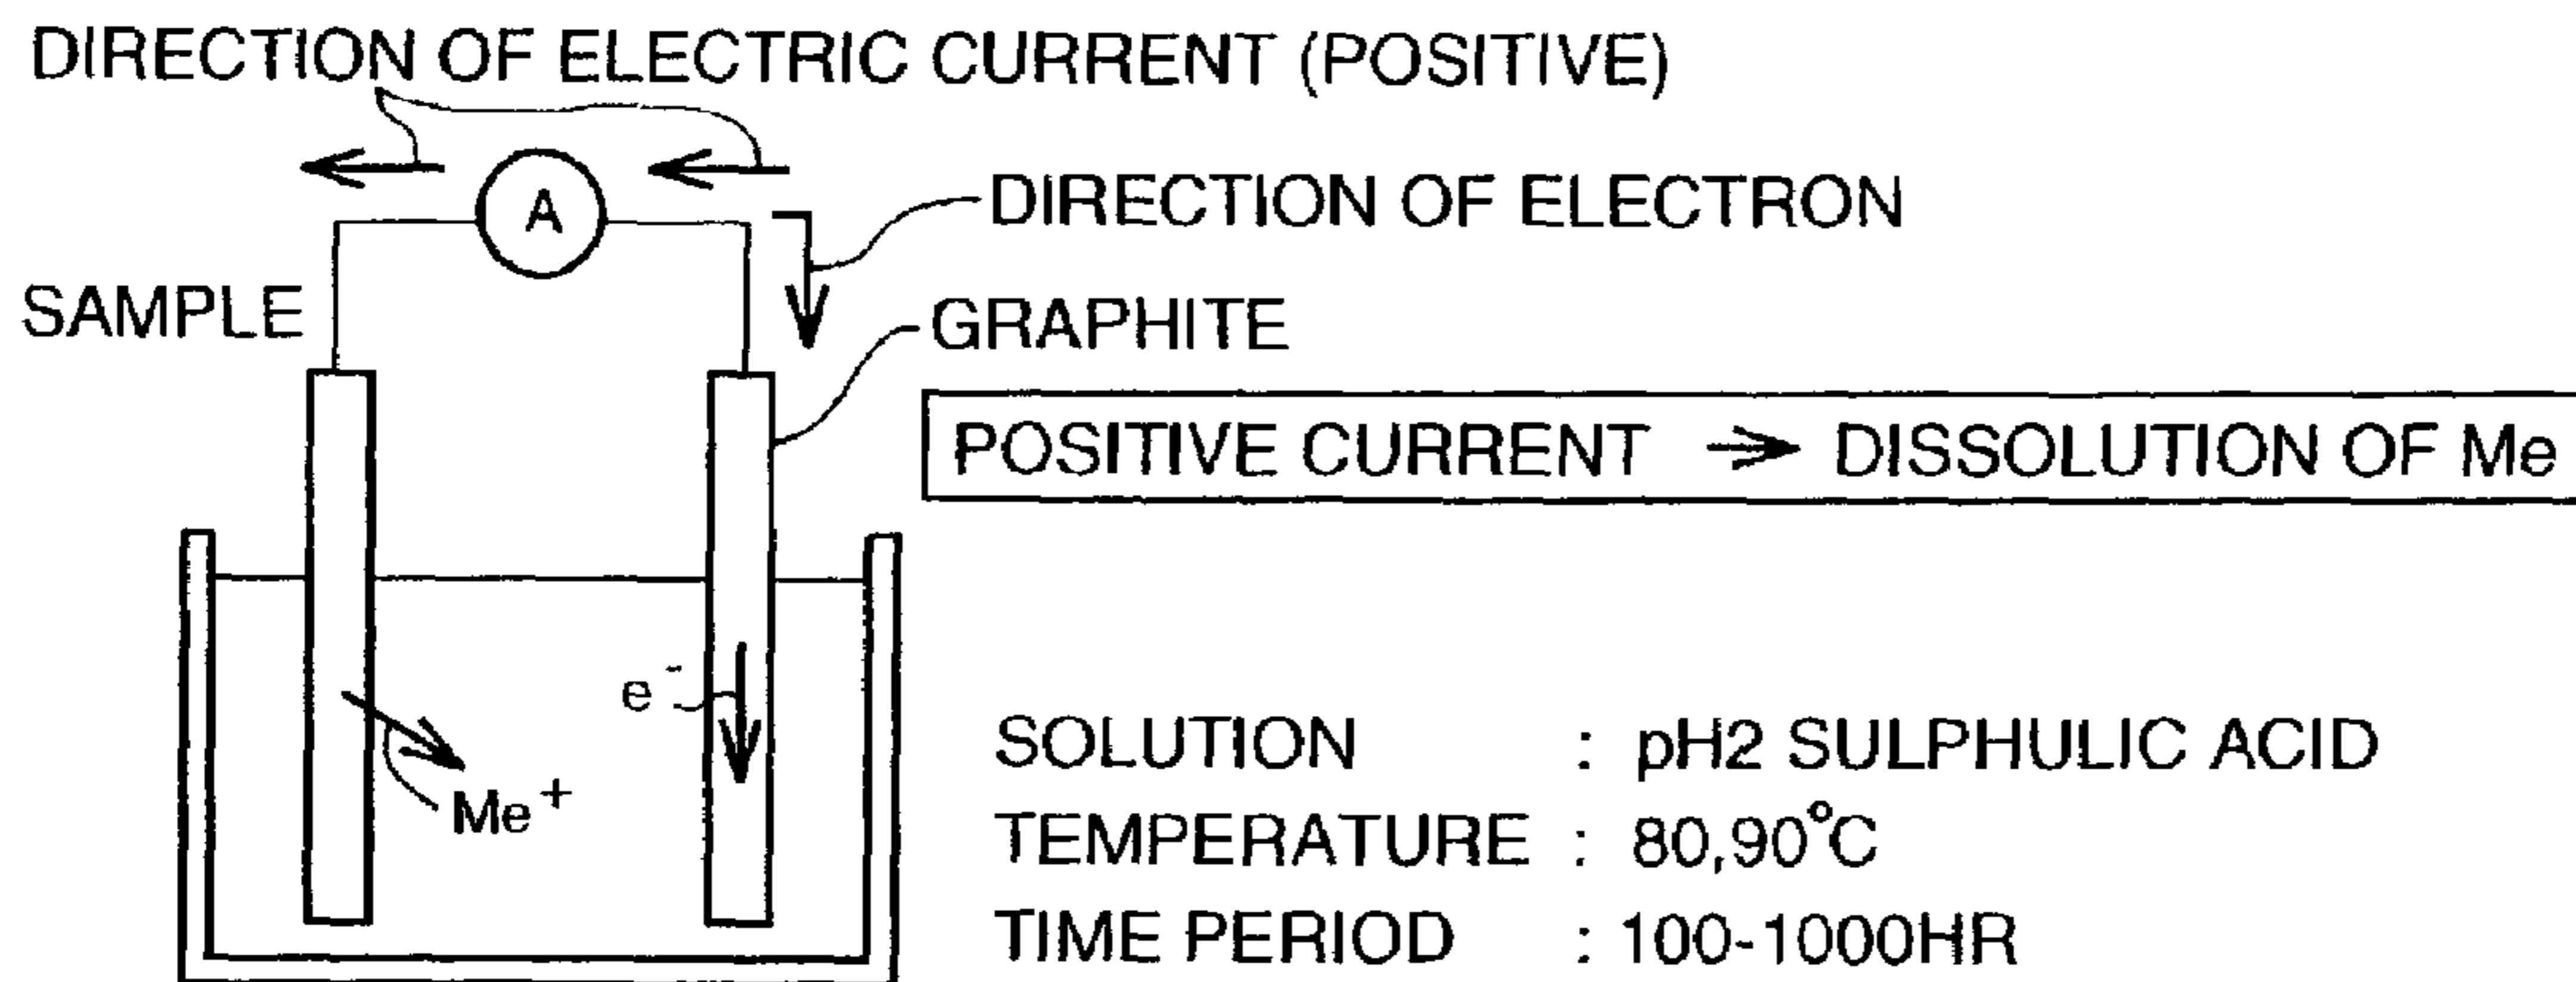 DIRECTION OF ELECTRIC CURRENT (POSITIVE)
A
DIRECTION OF ELECTRON
SAMPLE
GRAPHITE
POSITIVE CURRENT → DISSOLUTION OF Me
e⁻
Me⁺
SOLUTION : pH2 SULPHULIC ACID
TEMPERATURE : 80,90°C
TIME PERIOD : 100-1000HR